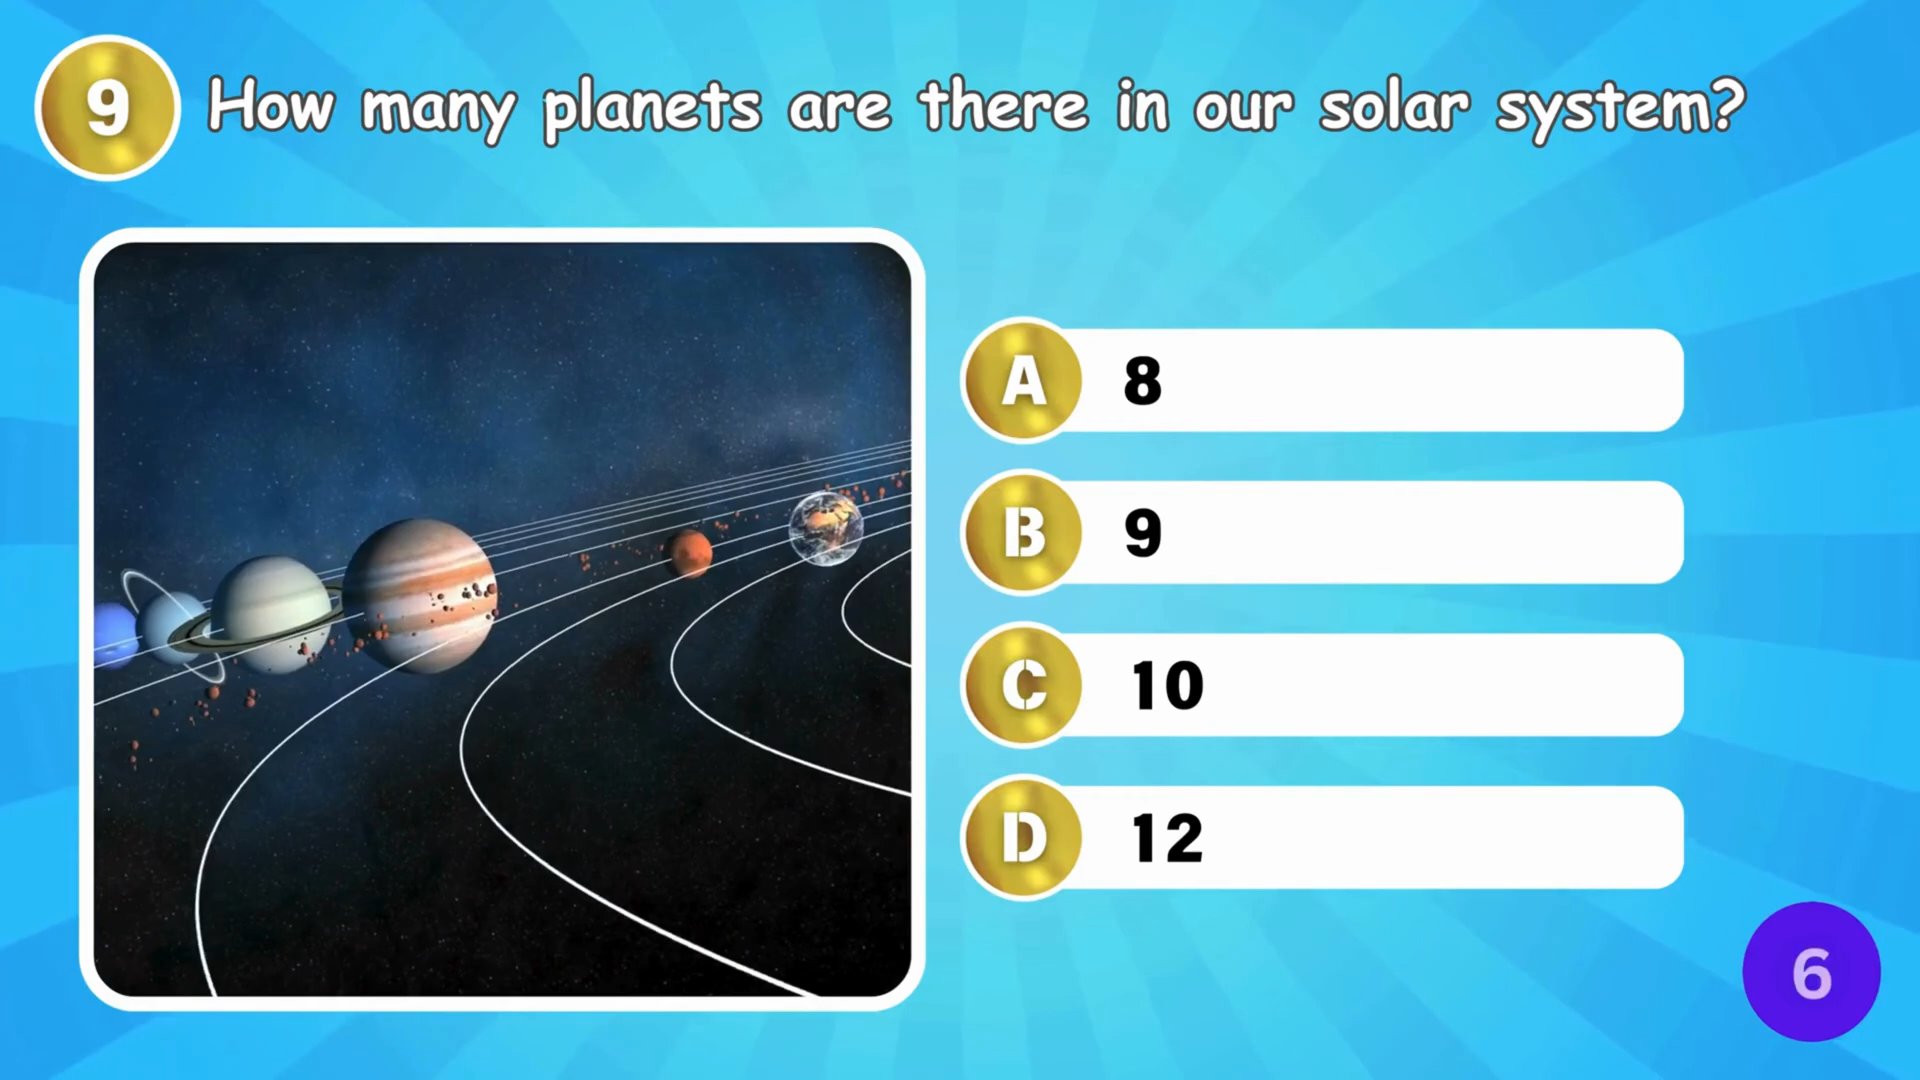 9 How many planets are there in our solar system?
A 8
B 9
C 10
D 12
6